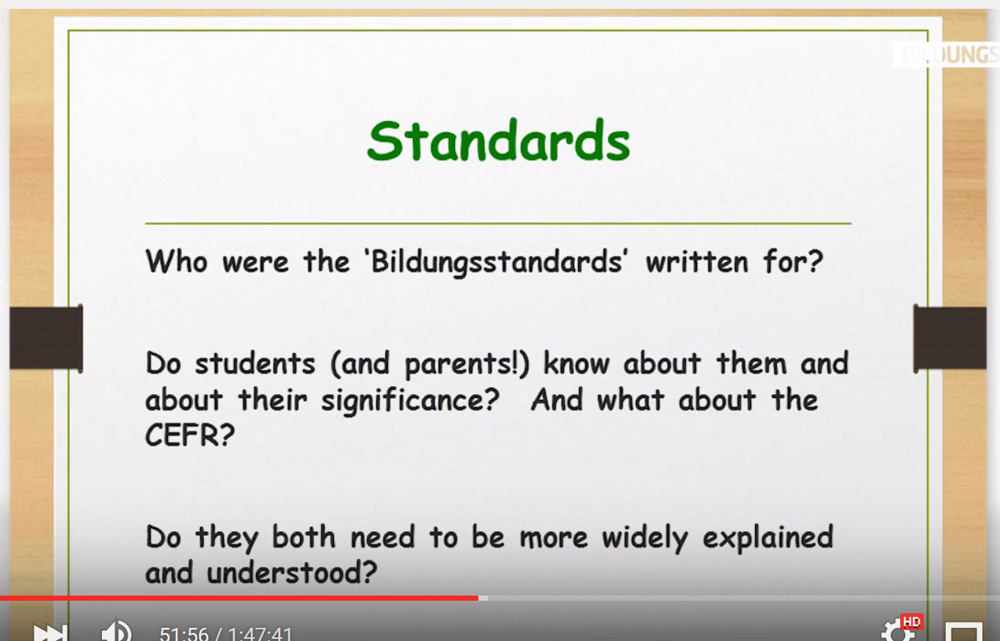 Standards
Who were the ‘Bildungsstandards’ written for?
Do students (and parents!) know about them and
about their significance?  And what about the
CEFR?
Do they both need to be more widely explained
and understood?
51:56 / 1:47:41
HD